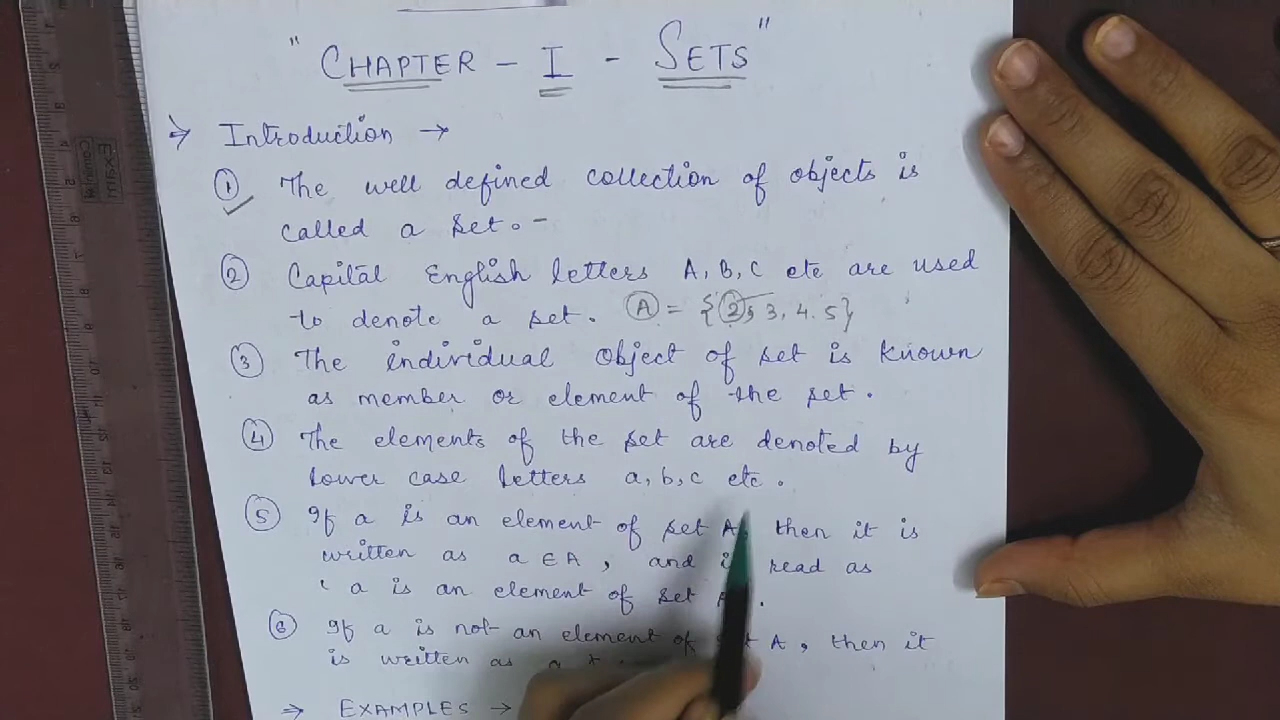 "CHAPTER - I - SETS"
→ Introduction →
① The well defined collection of objects is
called a set. -
② Capital English letters A, B, C etc are used
to denote a set. A = {2, 3, 4. 5}
③ The individual object of set is known
as member or element of the set.
④ The elements of the set are denoted by
lower case letters a, b, c etc.
⑤ If a is an element of set A, then it is
written as a ∈ A, and read as
' a is an element of set
⑥ If a is not an element of A, then it
is written as a
⇒ EXAMPLES →